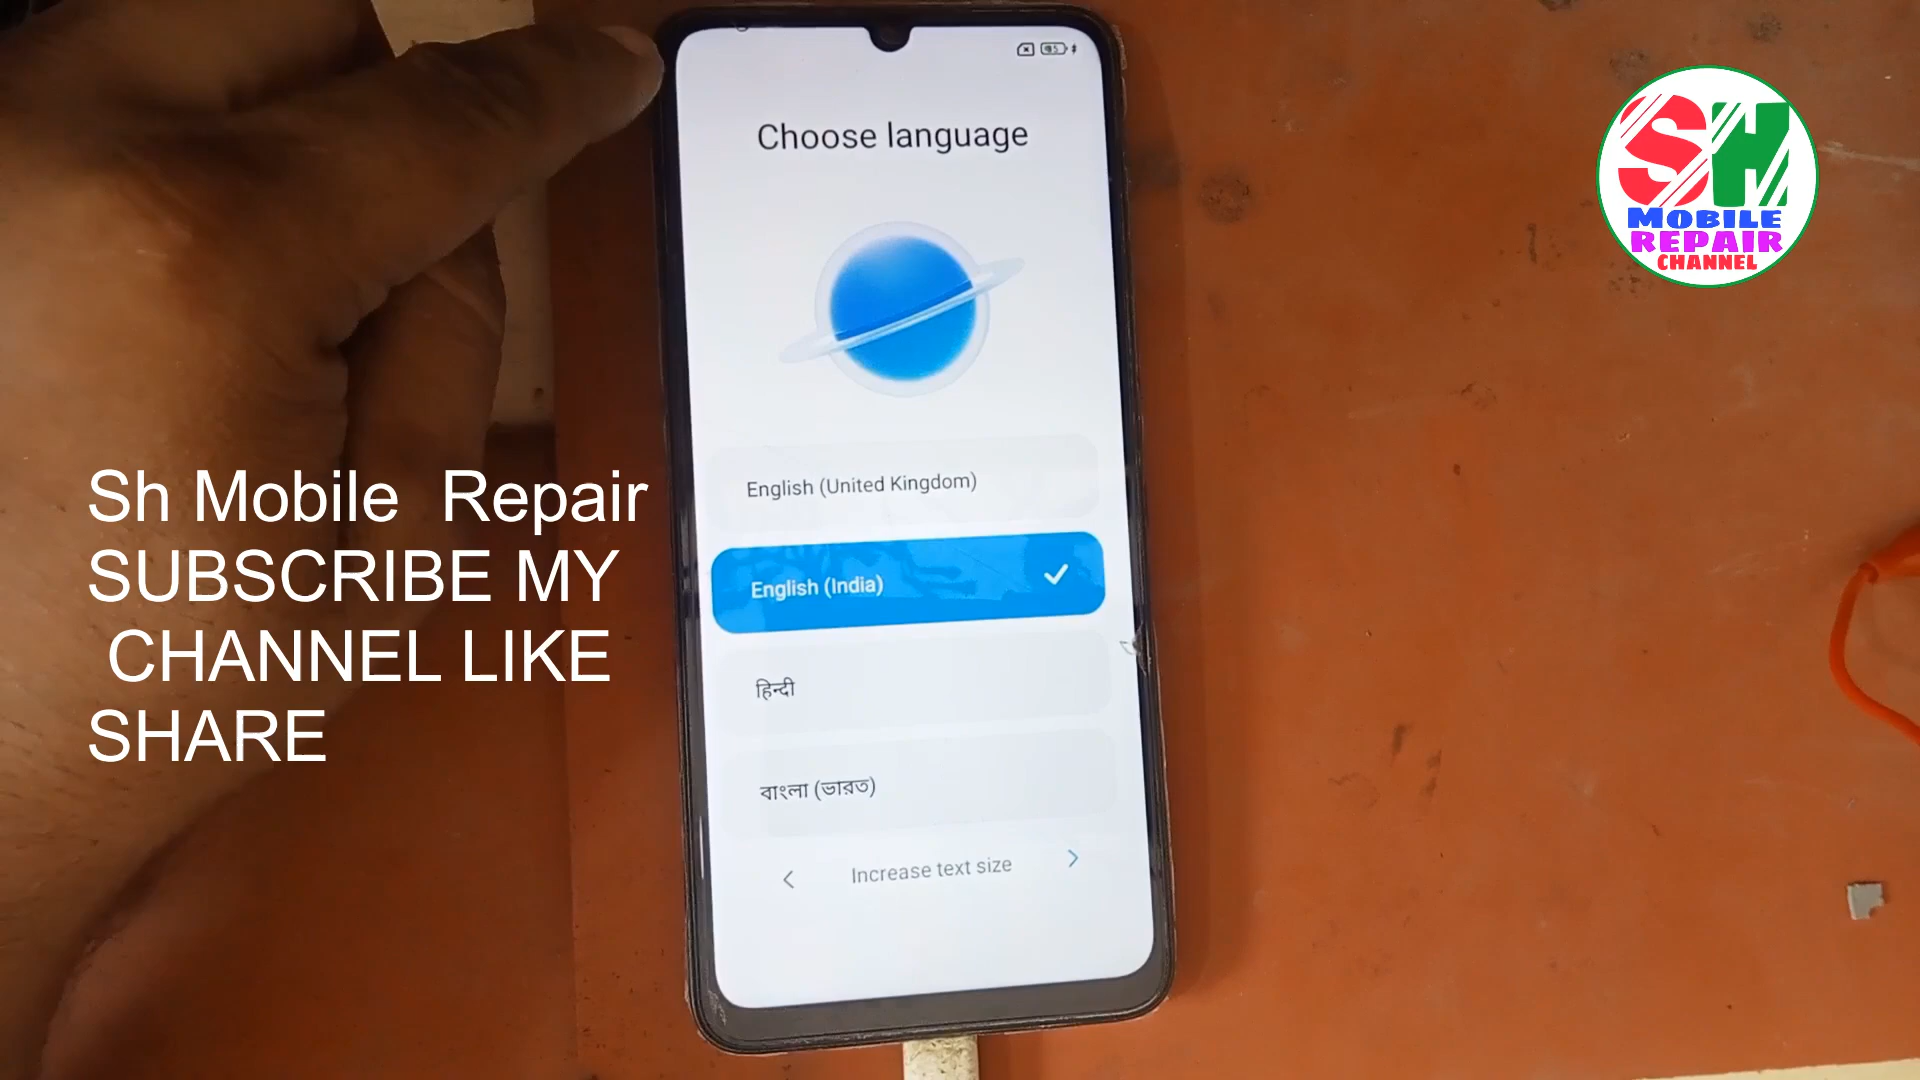 Choose language
English (United Kingdom)
English (India)
हिन्दी
বাংলা (ভারত)
Increase text size
Sh Mobile  Repair
SUBSCRIBE MY
CHANNEL LIKE
SHARE
SH
MOBILE
REPAIR
CHANNEL